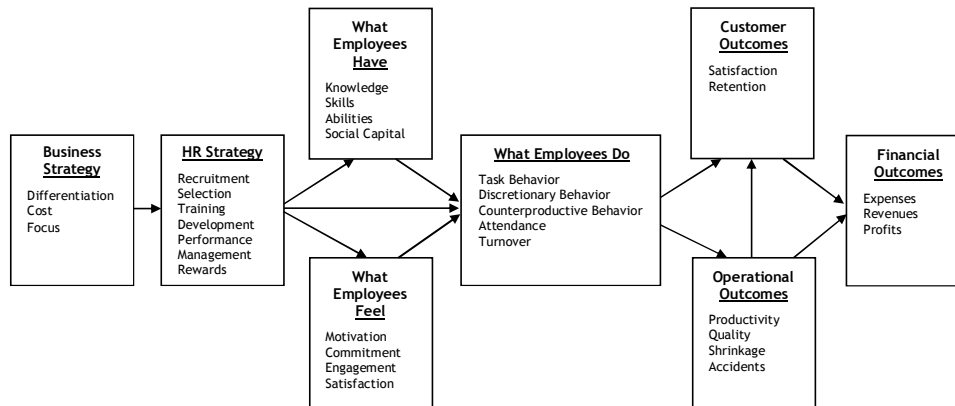 Business
Strategy
Differentiation
Cost
Focus
HR Strategy
Recruitment
Selection
Training
Development
Performance
Management
Rewards
What
Employees
Have
Knowledge
Skills
Abilities
Social Capital
What
Employees
Feel
Motivation
Commitment
Engagement
Satisfaction
What Employees Do
Task Behavior
Discretionary Behavior
Counterproductive Behavior
Attendance
Turnover
Customer
Outcomes
Satisfaction
Retention
Operational
Outcomes
Productivity
Quality
Shrinkage
Accidents
Financial
Outcomes
Expenses
Revenues
Profits